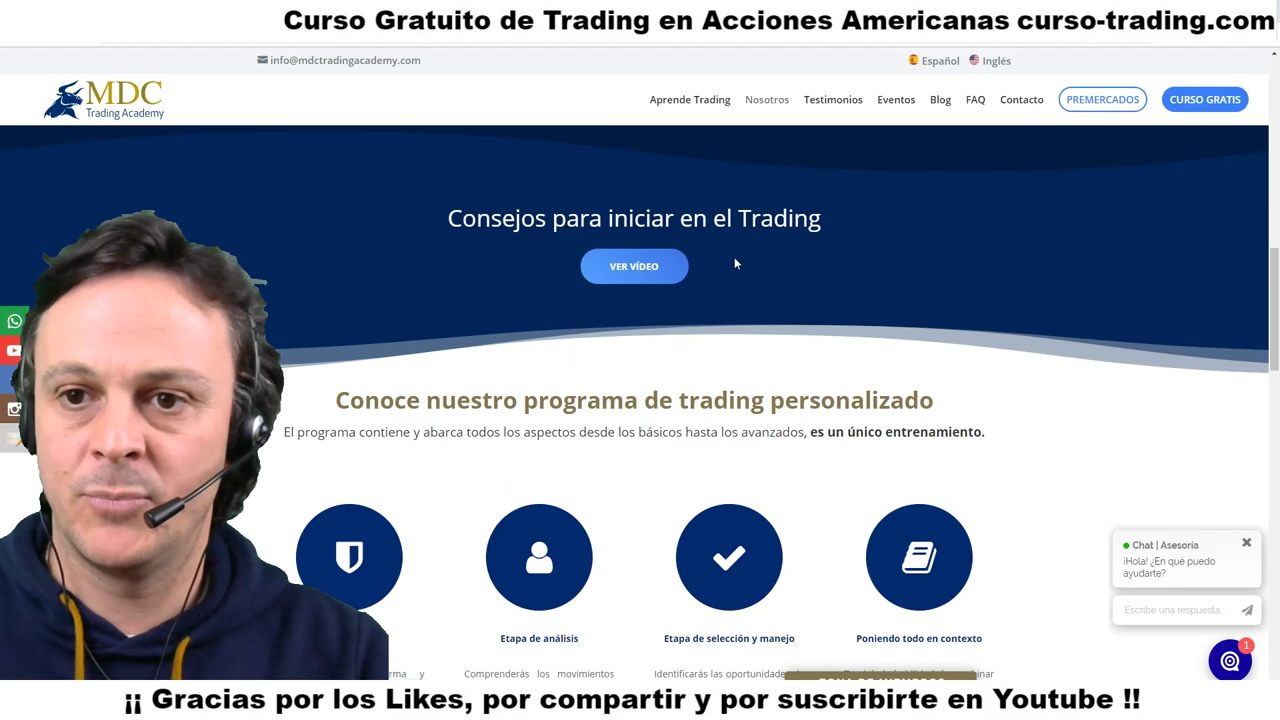 Curso Gratuito de Trading en Acciones Americanas curso-trading.com
info@mdctradingacademy.com
Español Inglés
MDC
Trading Academy
Aprende Trading Nosotros Testimonios Eventos Blog FAQ Contacto PREMERCADOS CURSO GRATIS
Consejos para iniciar en el Trading
VER VÍDEO
Conoce nuestro programa de trading personalizado
El programa contiene y abarca todos los aspectos desde los básicos hasta los avanzados, es un único entrenamiento.
Chat | Asesoría
¡Hola! ¿En qué puedo
ayudarte?
Escribe una respuesta...
1
Etapa de análisis Etapa de selección y manejo Poniendo todo en contexto
y Comprenderás los movimientos Identificarás las oportunidades
¡¡ Gracias por los Likes, por compartir y por suscribirte en Youtube !!